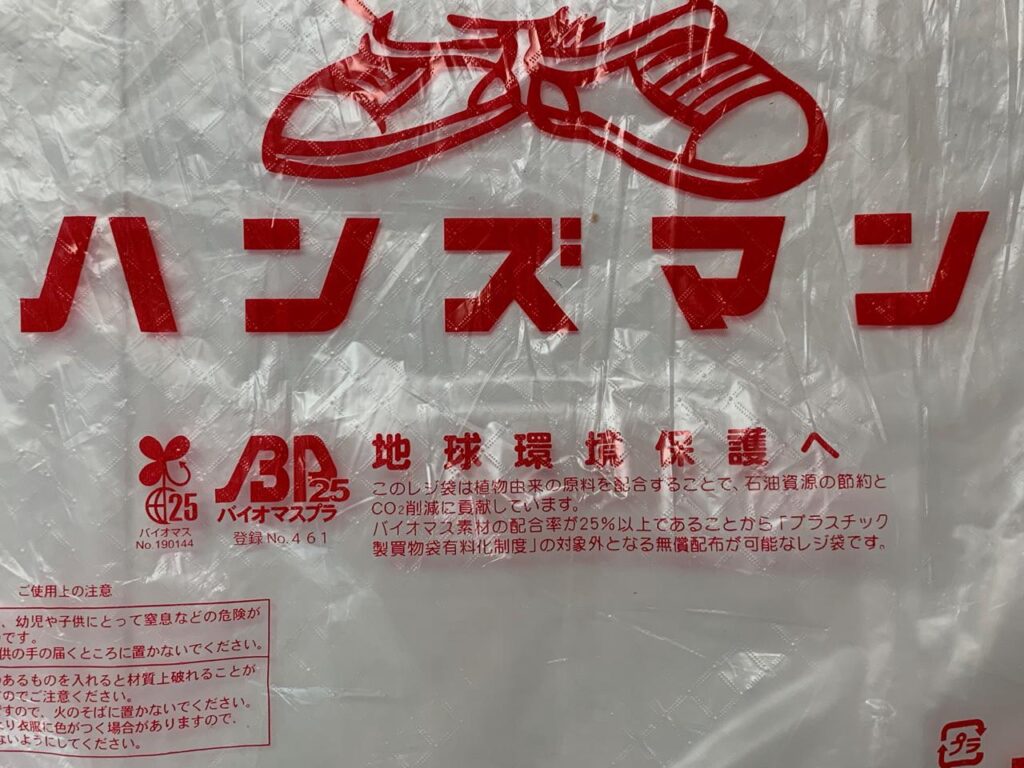 ハンズマン
25
バイオマス
No.190144
BP
25
バイオマスプラ
登録 No.461
地球環境保護へ
このレジ袋は植物由来の原料を配合することで、石油資源の節約と
CO₂削減に貢献しています。
バイオマス素材の配合率が25%以上であることから「プラスチック
製買物袋有料化制度」の対象外となる無償配布が可能なレジ袋です。
ご使用上の注意
、幼児や子供にとって窒息などの危険が
です。
供の手の届くところに置かないでください。
のあるものを入れると材質上破れることが
のでご注意ください。
すので、火のそばに置かないでください。
より衣服に色がつく場合がありますので、
ないようにしてください。
プラ